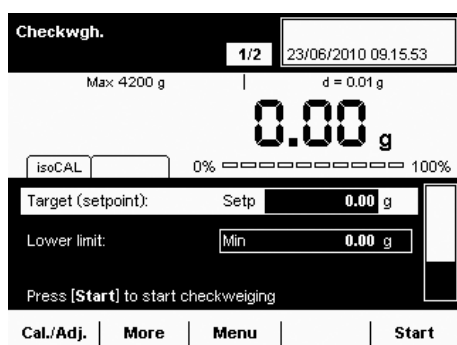 Checkwgh.
1/2 23/06/2010 09.15.53
Max 4200 g d = 0.01 g
0.00 g
isoCAL 0% 100%
Target (setpoint): Setp 0.00 g
Lower limit: Min 0.00 g
Press [Start] to start checkweiging
Cal./Adj. More Menu Start